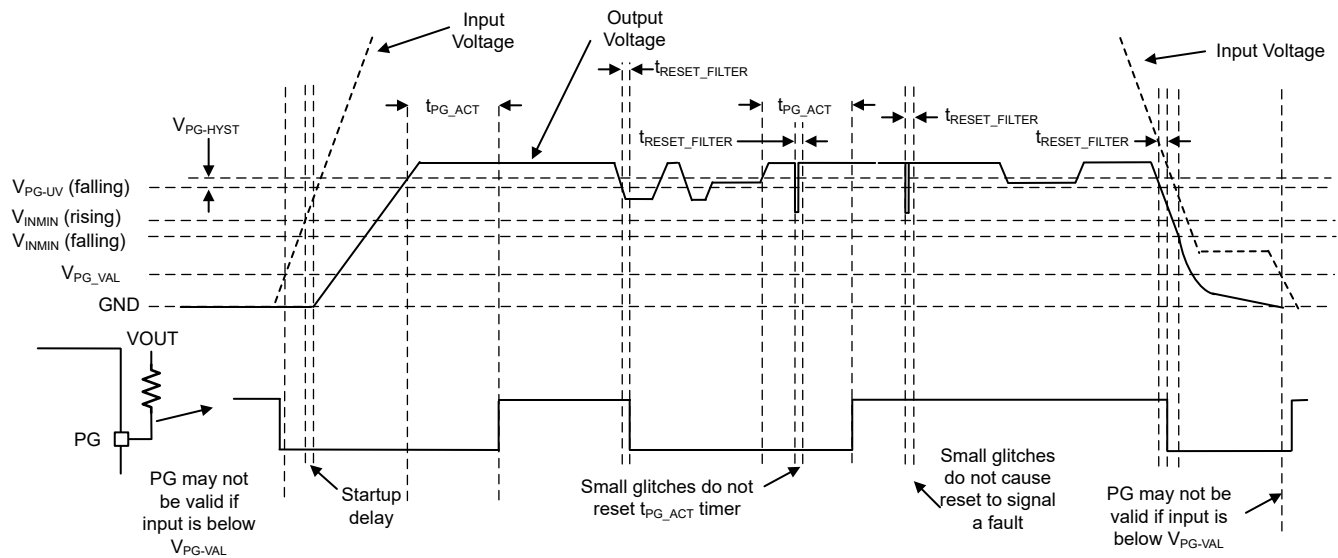 Input
Voltage
Output
Voltage
Input Voltage
tRESET_FILTER
tPG_ACT
tPG_ACT
tRESET_FILTER
tRESET_FILTER
tRESET_FILTER
VPG-HYST
VPG-UV (falling)
VINMIN (rising)
VINMIN (falling)
VPG_VAL
GND
VOUT
PG
PG may not
be valid if
input is below
VPG-VAL
Startup
delay
Small glitches do not
reset tPG_ACT timer
Small glitches
do not cause
reset to signal
a fault
PG may not be
valid if input is
below VPG-VAL